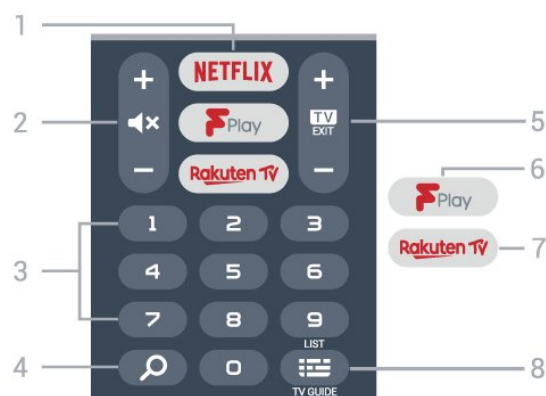 1
NETFLIX
2
F Play
TV
EXIT
5
Rakuten TV
6
F Play
Rakuten TV
7
3
1 2 3
4 5 6
7 8 9
LIST
4
0
8
TV GUIDE